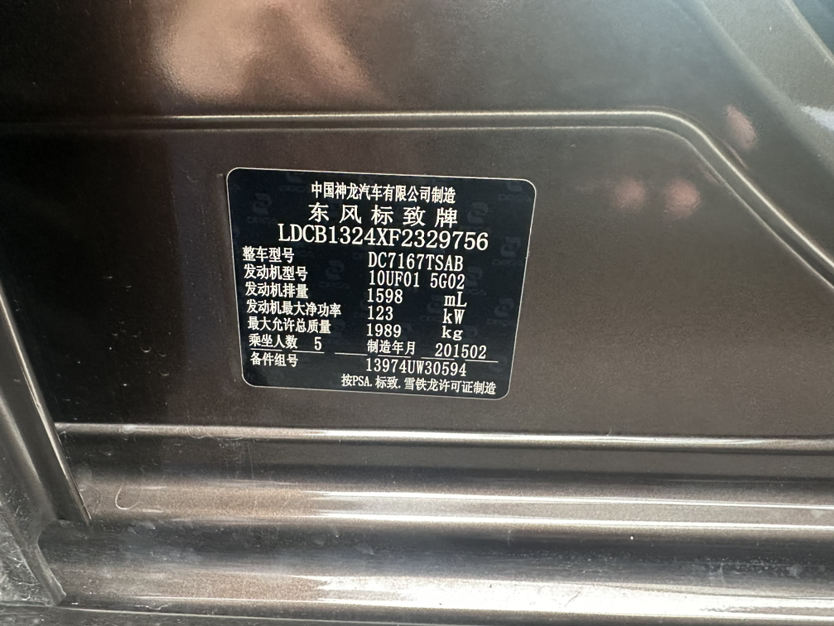 中国神龙汽车有限公司制造
东风标致牌
LDCB1324XF2329756
整车型号 DC7167TSAB
发动机型号 10UF01 5G02
发动机排量 1598 mL
发动机最大净功率 123 kW
最大允许总质量 1989 kg
乘坐人数 5 制造年月 201502
备件组号 13974UW30594
按PSA.标致.雪铁龙许可证制造